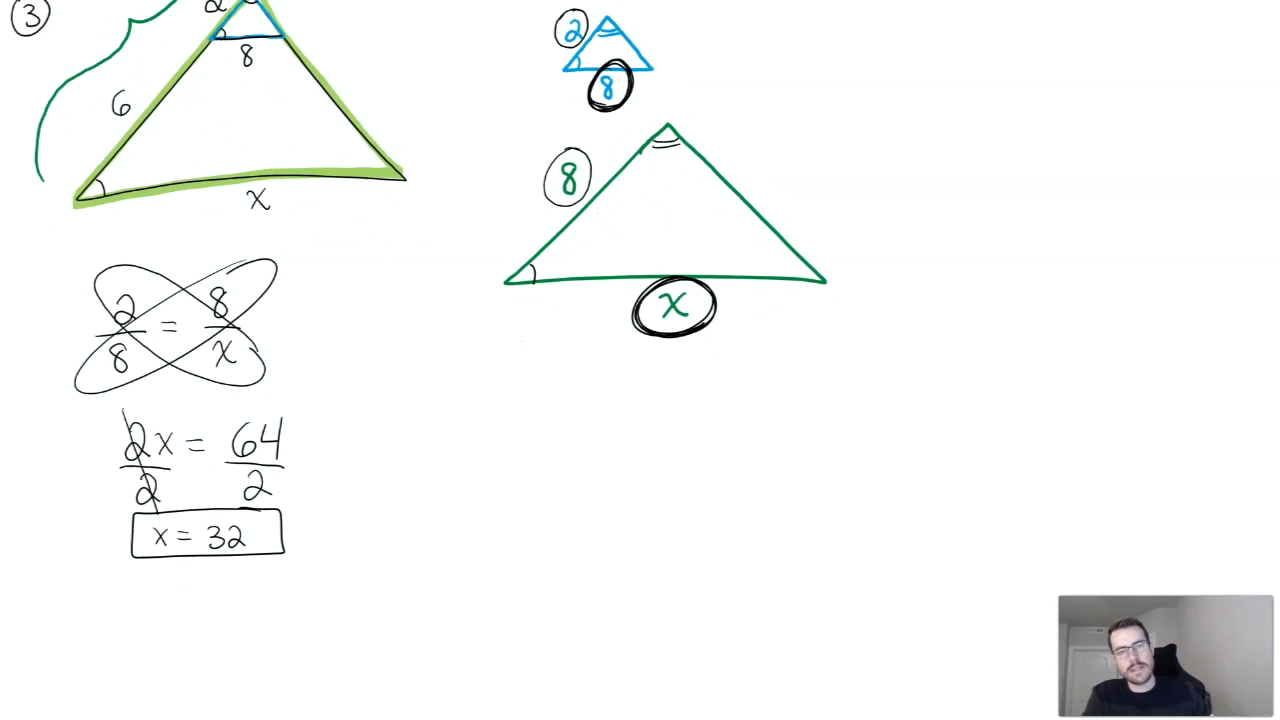 3
2
8
6
x
2
8
8
x
2/8 = 8/x
2x/2 = 64/2
x = 32